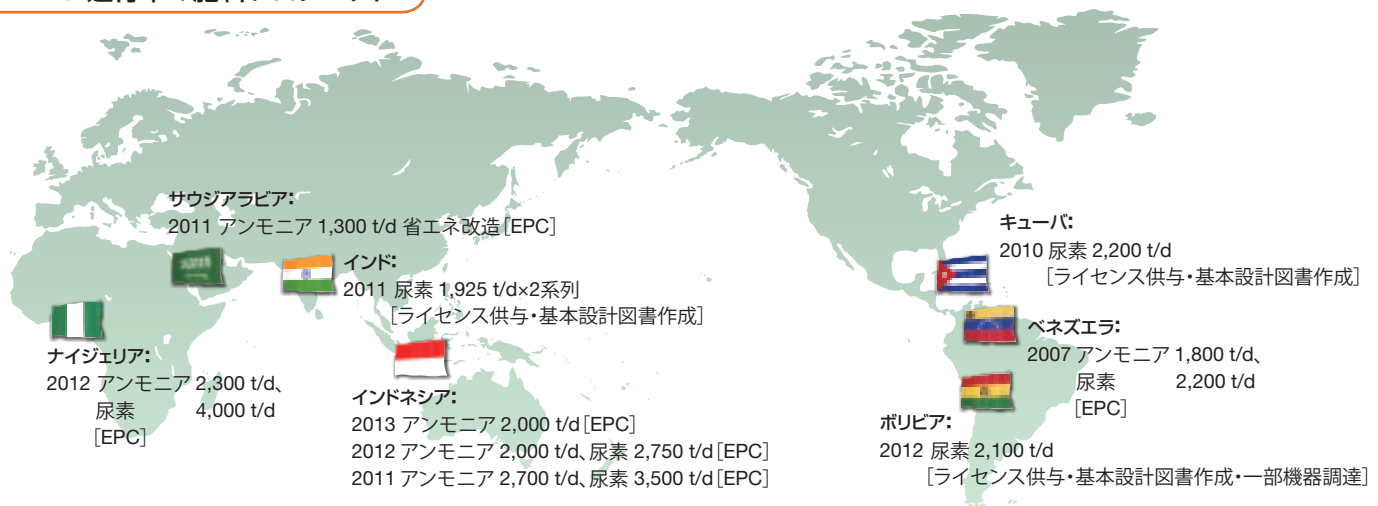 サウジアラビア:
2011 アンモニア 1,300 t/d 省エネ改造[EPC]
インド:
2011 尿素 1,925 t/d×2系列
[ライセンス供与・基本設計図書作成]
ナイジェリア:
2012 アンモニア 2,300 t/d、
尿素 4,000 t/d
[EPC]
インドネシア:
2013 アンモニア 2,000 t/d[EPC]
2012 アンモニア 2,000 t/d、尿素 2,750 t/d[EPC]
2011 アンモニア 2,700 t/d、尿素 3,500 t/d[EPC]
キューバ:
2010 尿素 2,200 t/d
[ライセンス供与・基本設計図書作成]
ベネズエラ:
2007 アンモニア 1,800 t/d、
尿素 2,200 t/d
[EPC]
ボリビア:
2012 尿素 2,100 t/d
[ライセンス供与・基本設計図書作成・一部機器調達]